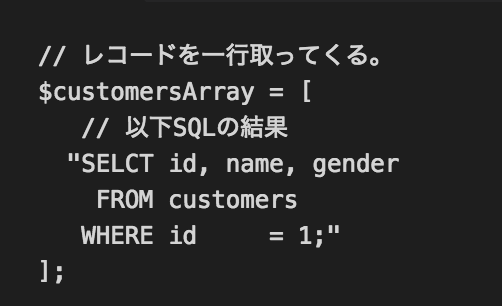 // レコードを一行取ってくる。
$customersArray = [
   // 以下SQLの結果
  "SELCT id, name, gender
    FROM customers
   WHERE id     = 1;"
];